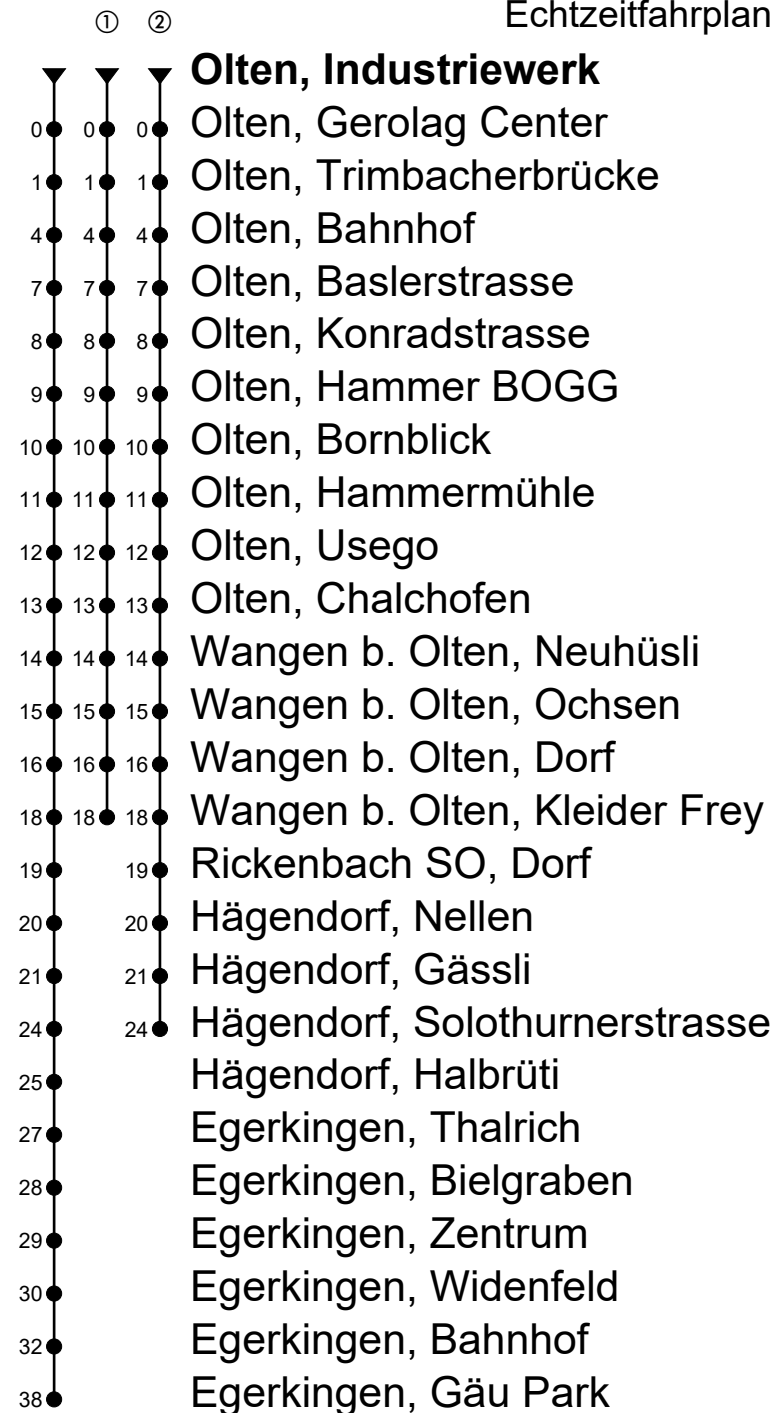 ① ② Echtzeitfahrplan
Olten, Industriewerk
0 0 0 Olten, Gerolag Center
1 1 1 Olten, Trimbacherbrücke
4 4 4 Olten, Bahnhof
7 7 7 Olten, Baslerstrasse
8 8 8 Olten, Konradstrasse
9 9 9 Olten, Hammer BOGG
10 10 10 Olten, Bornblick
11 11 11 Olten, Hammermühle
12 12 12 Olten, Usego
13 13 13 Olten, Chalchofen
14 14 14 Wangen b. Olten, Neuhüsli
15 15 15 Wangen b. Olten, Ochsen
16 16 16 Wangen b. Olten, Dorf
18 18 18 Wangen b. Olten, Kleider Frey
19 19 Rickenbach SO, Dorf
20 20 Hägendorf, Nellen
21 21 Hägendorf, Gässli
24 24 Hägendorf, Solothurnerstrasse
25 Hägendorf, Halbrüti
27 Egerkingen, Thalrich
28 Egerkingen, Bielgraben
29 Egerkingen, Zentrum
30 Egerkingen, Widenfeld
32 Egerkingen, Bahnhof
38 Egerkingen, Gäu Park